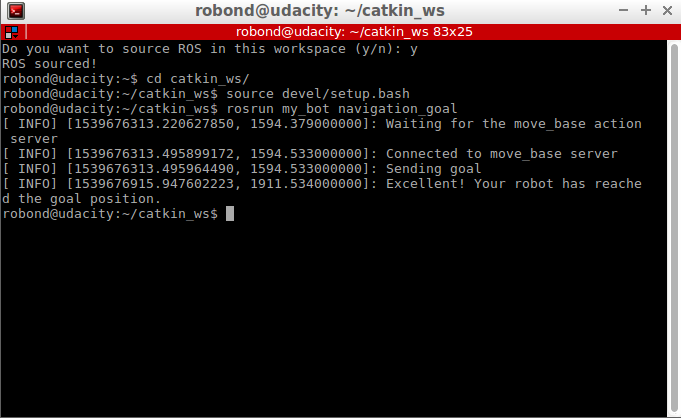 robond@udacity: ~/catkin_ws
robond@udacity: ~/catkin_ws 83x25
Do you want to source ROS in this workspace (y/n): y
ROS sourced!
robond@udacity:~$ cd catkin_ws/
robond@udacity:~/catkin_ws$ source devel/setup.bash
robond@udacity:~/catkin_ws$ rosrun my_bot navigation_goal
[ INFO] [1539676313.220627850, 1594.379000000]: Waiting for the move_base action
 server
[ INFO] [1539676313.495899172, 1594.533000000]: Connected to move_base server
[ INFO] [1539676313.495964490, 1594.533000000]: Sending goal
[ INFO] [1539676915.947602223, 1911.534000000]: Excellent! Your robot has reache
d the goal position.
robond@udacity:~/catkin_ws$